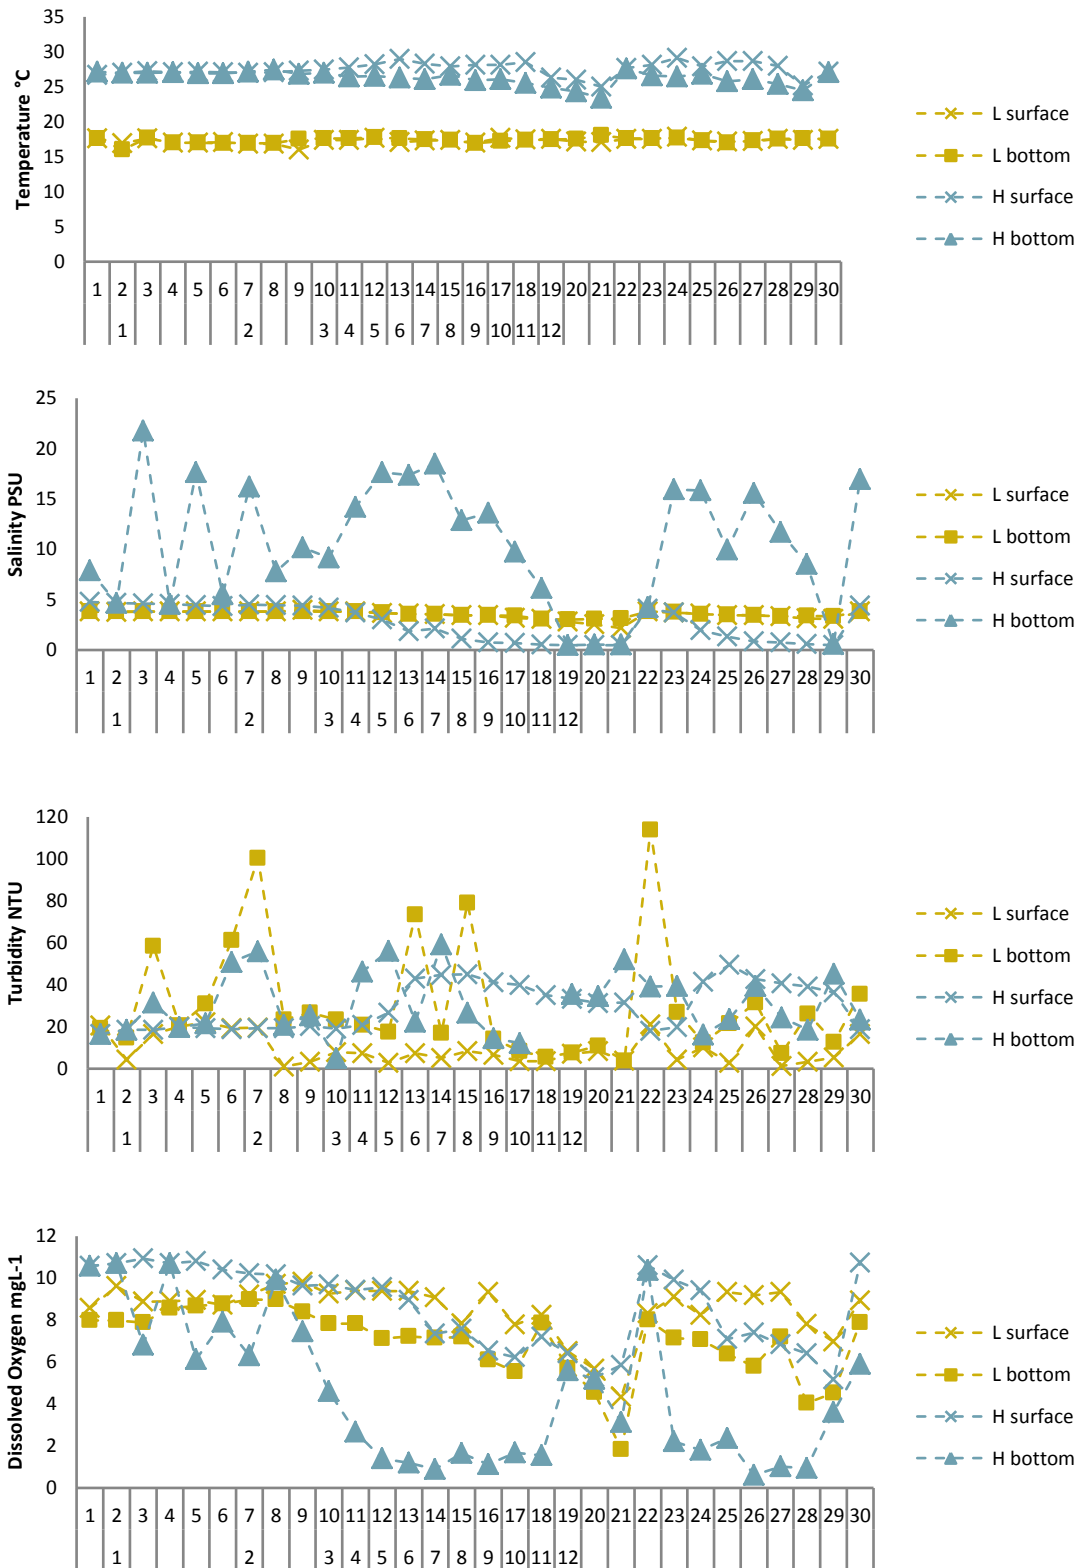 35
30
25
20
15
10
5
0
Temperature °C
1 2 3 4 5 6 7 8 9 10 11 12 13 14 15 16 17 18 19 20 21 22 23 24 25 26 27 28 29 30
1 2 3 4 5 6 7 8 9 10 11 12
L surface
L bottom
H surface
H bottom
25
20
15
10
5
0
Salinity PSU
1 2 3 4 5 6 7 8 9 10 11 12 13 14 15 16 17 18 19 20 21 22 23 24 25 26 27 28 29 30
1 2 3 4 5 6 7 8 9 10 11 12
L surface
L bottom
H surface
H bottom
120
100
80
60
40
20
0
Turbidity NTU
1 2 3 4 5 6 7 8 9 10 11 12 13 14 15 16 17 18 19 20 21 22 23 24 25 26 27 28 29 30
1 2 3 4 5 6 7 8 9 10 11 12
L surface
L bottom
H surface
H bottom
12
10
8
6
4
2
0
Dissolved Oxygen mgL-1
1 2 3 4 5 6 7 8 9 10 11 12 13 14 15 16 17 18 19 20 21 22 23 24 25 26 27 28 29 30
1 2 3 4 5 6 7 8 9 10 11 12
L surface
L bottom
H surface
H bottom